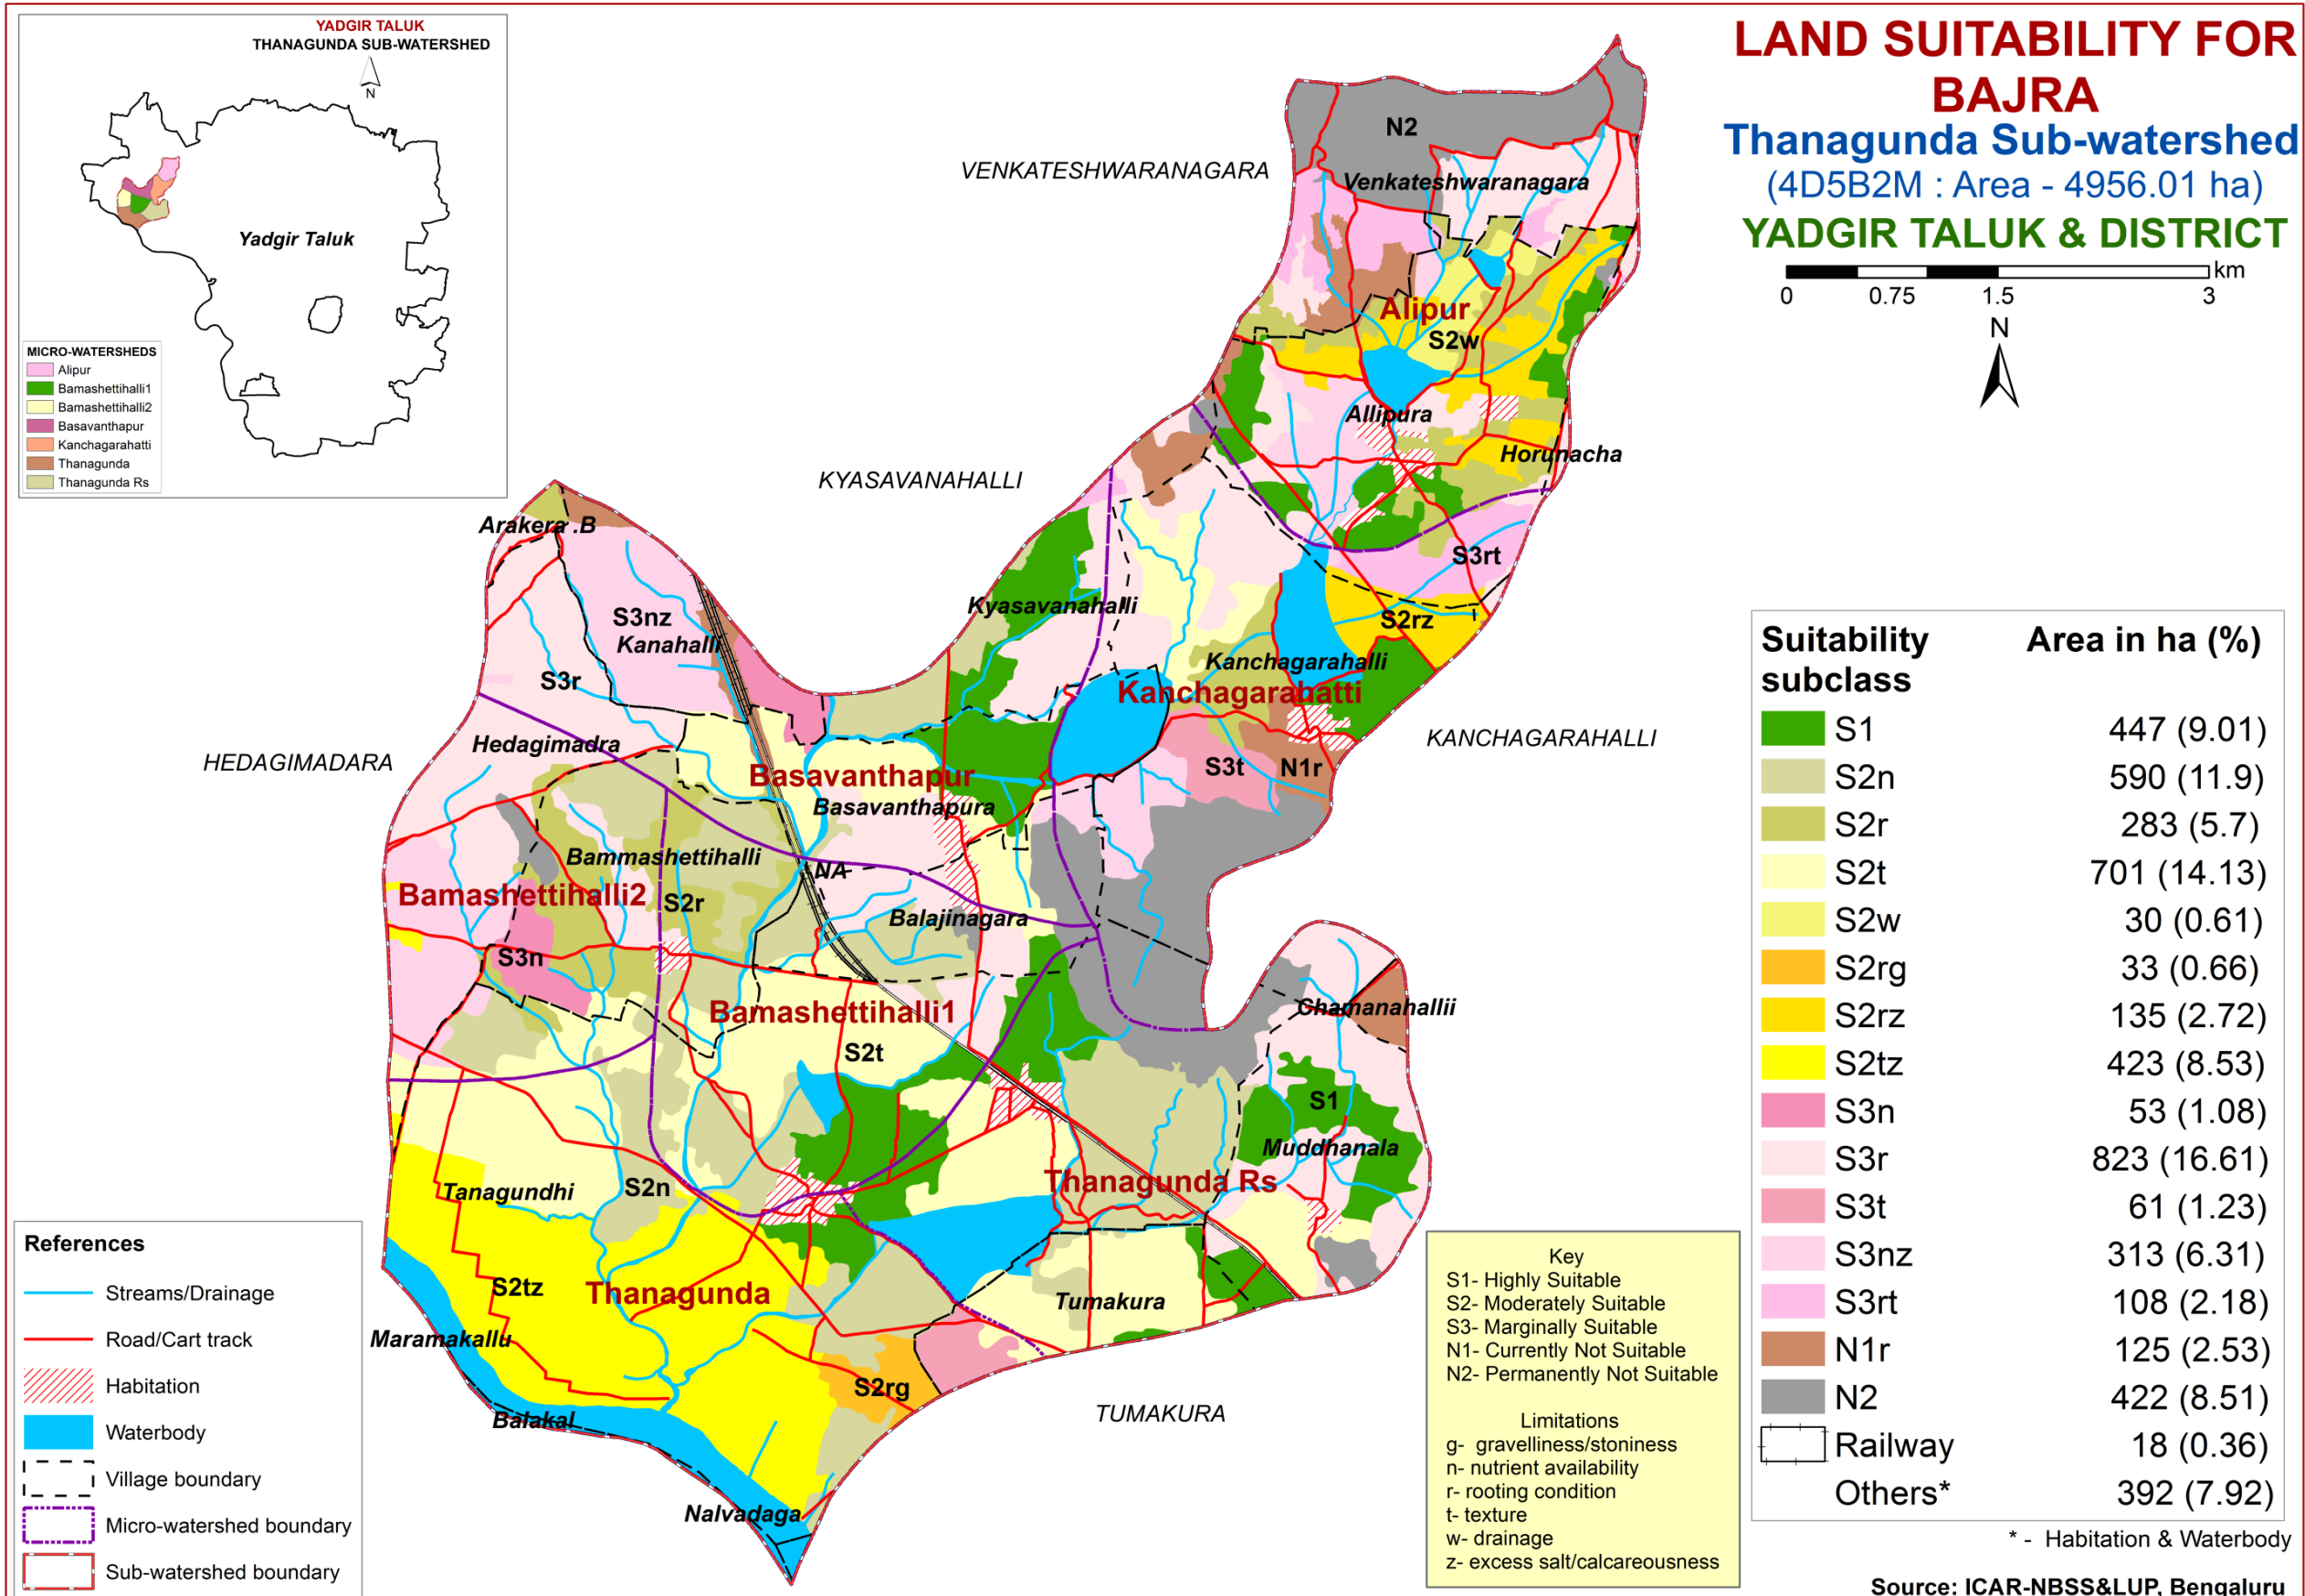 YADGIR TALUK
THANAGUNDA SUB-WATERSHED
N
Yadgir Taluk
MICRO-WATERSHEDS
Alipur
Bamashettihalli1
Bamashettihalli2
Basavanthapur
Kanchagarahatti
Thanagunda
Thanagunda Rs
LAND SUITABILITY FOR
BAJRA
Thanagunda Sub-watershed
(4D5B2M : Area - 4956.01 ha)
YADGIR TALUK & DISTRICT
km
0 0.75 1.5 3
N
N2
VENKATESHWARANAGARA
Venkateshwaranagara
Alipur
S2w
Allipura
Horunacha
KYASAVANAHALLI
Arakera .B
S3rt
S3nz
Kanahalli
Kyasavanahalli
S2rz
S3r
Kanchagarahalli
Kanchagarahatti
Hedagimadra
HEDAGIMADARA
KANCHAGARAHALLI
Basavanthapur
S3t
N1r
Basavanthapura
Bammashettihalli
NA
Bamashettihalli2
S2r
Balajinagara
S3n
Bamashettihalli1
Chamanahallii
S2t
S1
Muddhanala
Thanagunda Rs
Tanagundhi
S2n
S2tz
Thanagunda
Tumakura
Maramakallu
S2rg
Balakal
TUMAKURA
Nalvadaga
Suitability Area in ha (%)
subclass
S1 447 (9.01)
S2n 590 (11.9)
S2r 283 (5.7)
S2t 701 (14.13)
S2w 30 (0.61)
S2rg 33 (0.66)
S2rz 135 (2.72)
S2tz 423 (8.53)
S3n 53 (1.08)
S3r 823 (16.61)
S3t 61 (1.23)
S3nz 313 (6.31)
S3rt 108 (2.18)
N1r 125 (2.53)
N2 422 (8.51)
Railway 18 (0.36)
Others* 392 (7.92)
* - Habitation & Waterbody
Source: ICAR-NBSS&LUP, Bengaluru
References
Streams/Drainage
Road/Cart track
Habitation
Waterbody
Village boundary
Micro-watershed boundary
Sub-watershed boundary
Key
S1- Highly Suitable
S2- Moderately Suitable
S3- Marginally Suitable
N1- Currently Not Suitable
N2- Permanently Not Suitable
Limitations
g- gravelliness/stoniness
n- nutrient availability
r- rooting condition
t- texture
w- drainage
z- excess salt/calcareousness